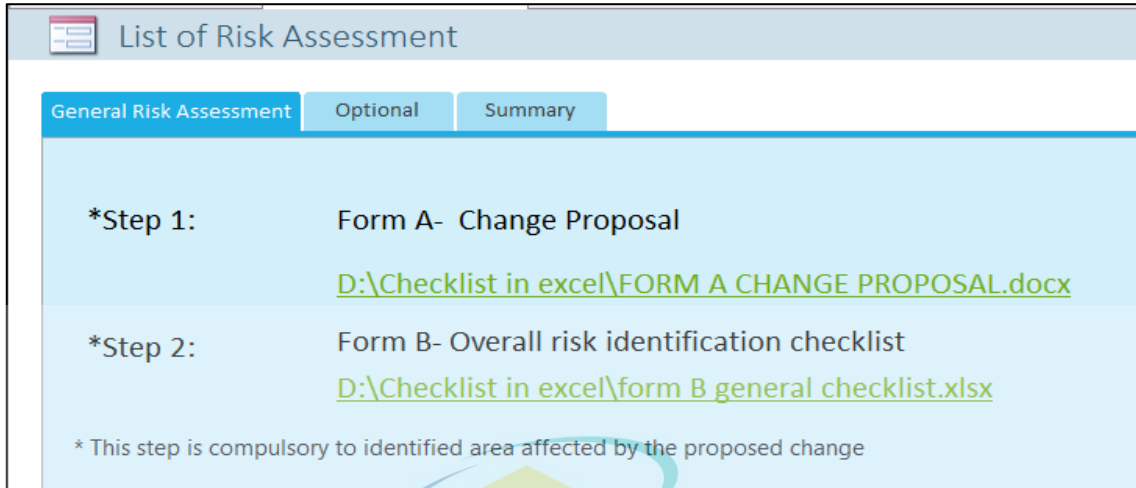 List of Risk Assessment
General Risk Assessment Optional Summary
*Step 1: Form A- Change Proposal
D:\Checklist in excel\FORM A CHANGE PROPOSAL.docx
*Step 2: Form B- Overall risk identification checklist
D:\Checklist in excel\form B general checklist.xlsx
* This step is compulsory to identified area affected by the proposed change